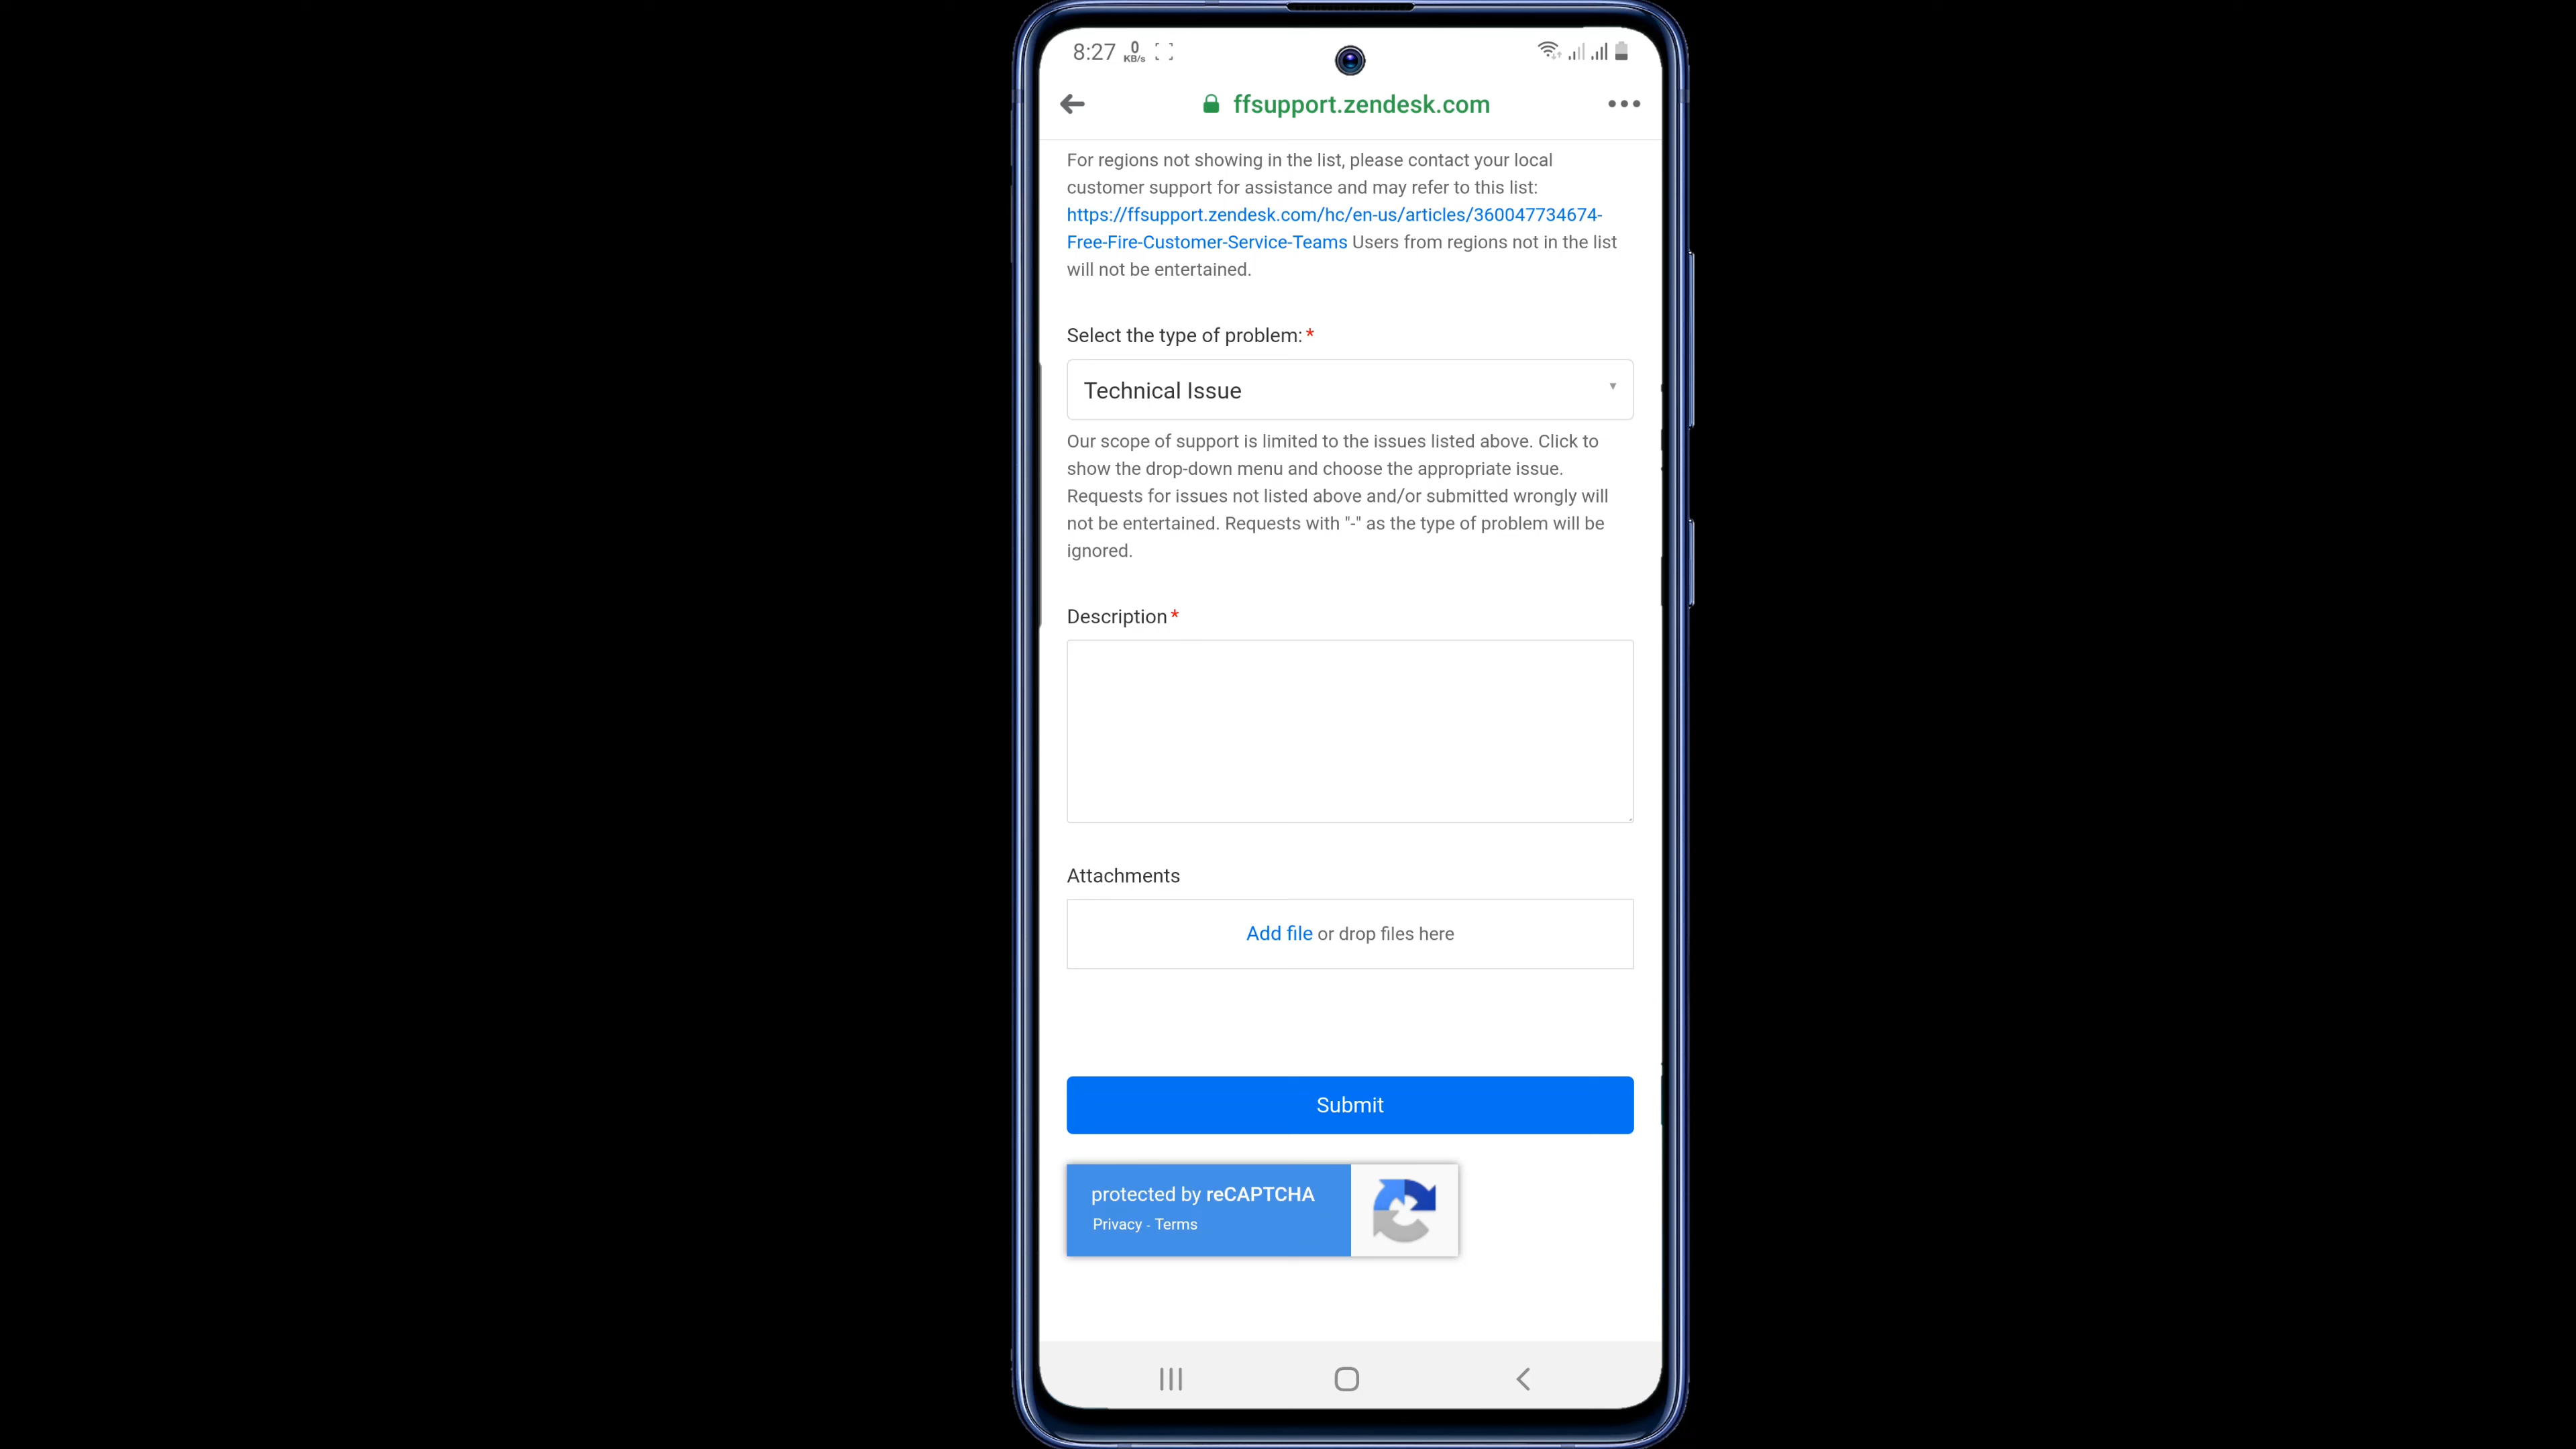 8:27 0 KB/s
ffsupport.zendesk.com
For regions not showing in the list, please contact your local
customer support for assistance and may refer to this list:
https://ffsupport.zendesk.com/hc/en-us/articles/360047734674-
Free-Fire-Customer-Service-Teams Users from regions not in the list
will not be entertained.
Select the type of problem:*
Technical Issue
Our scope of support is limited to the issues listed above. Click to
show the drop-down menu and choose the appropriate issue.
Requests for issues not listed above and/or submitted wrongly will
not be entertained. Requests with "-" as the type of problem will be
ignored.
Description*
Attachments
Add file or drop files here
Submit
protected by reCAPTCHA
Privacy - Terms